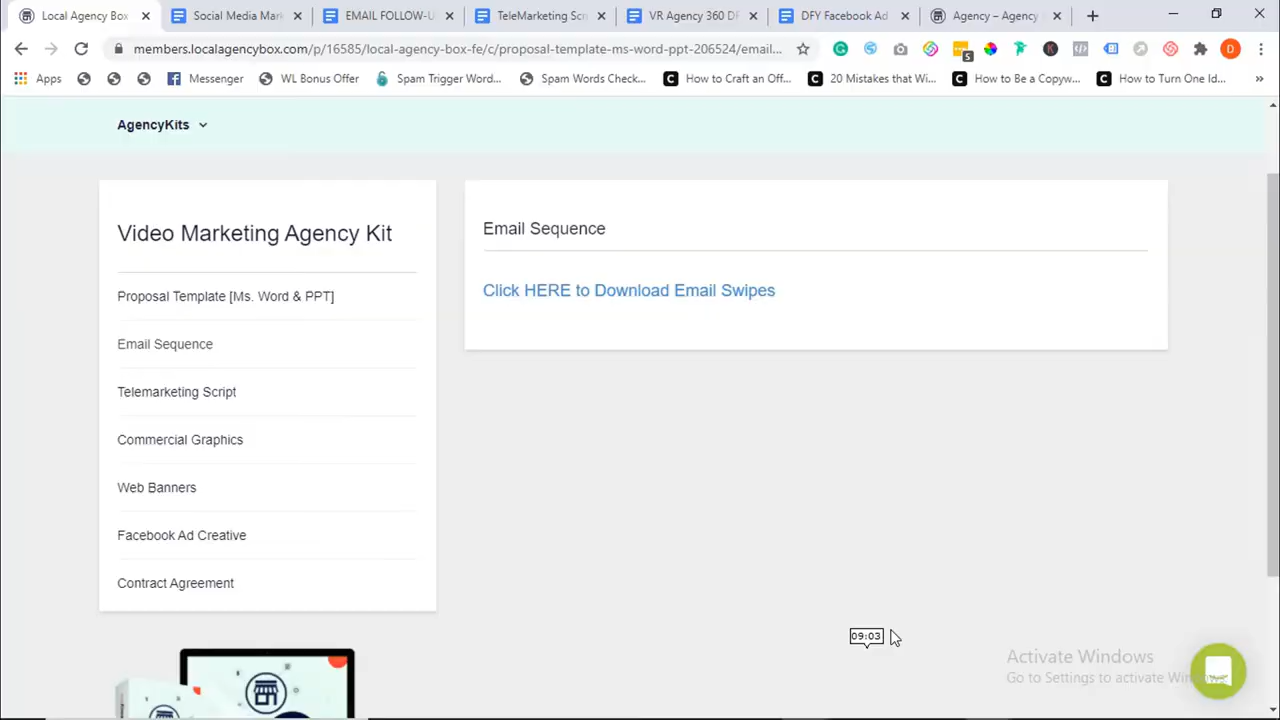 Local Agency Box
Social Media Mar
EMAIL FOLLOW-U
TeleMarketing Scr
VR Agency 360 DF
DFY Facebook Ad
Agency – Agency
members.localagencybox.com/p/16585/local-agency-box-fe/c/proposal-template-ms-word-ppt-206524/email...
S
D
Apps
Messenger
WL Bonus Offer
Spam Trigger Word...
Spam Words Check...
C How to Craft an Off...
C 20 Mistakes that Wi...
C How to Be a Copyw...
C How to Turn One Id...
»
AgencyKits
Video Marketing Agency Kit
Proposal Template [Ms. Word & PPT]
Email Sequence
Telemarketing Script
Commercial Graphics
Web Banners
Facebook Ad Creative
Contract Agreement
Email Sequence
Click HERE to Download Email Swipes
09:03
Activate Windows
Go to Settings to activate Windows.